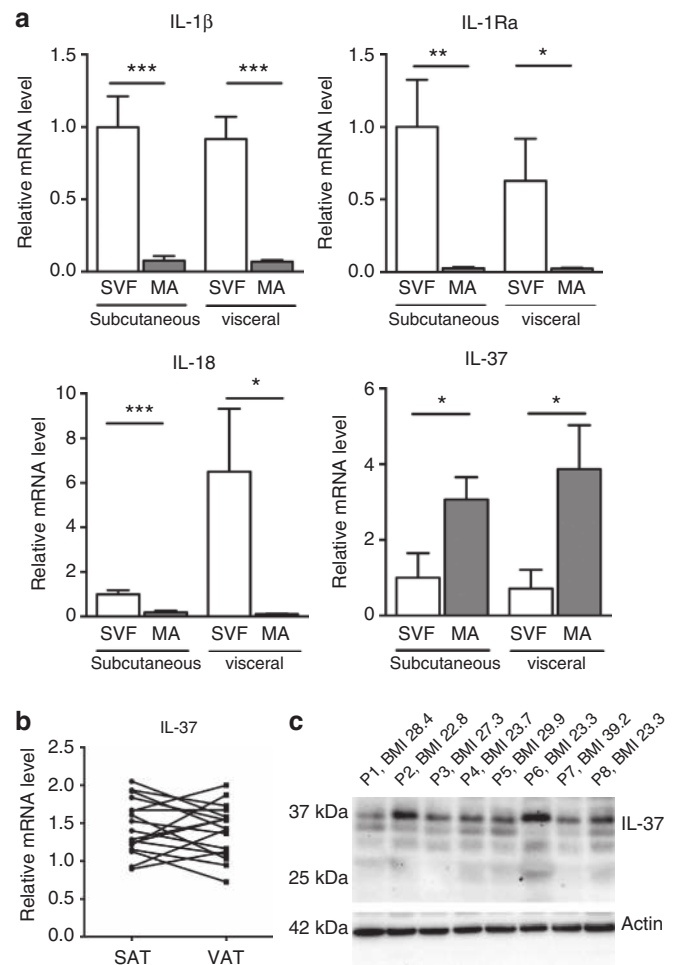 a
IL-1β
Relative mRNA level
1.5
1.0
0.5
0.0
***
***
SVF MA SVF MA
Subcutaneous visceral
IL-1Ra
Relative mRNA level
1.5
1.0
0.5
0.0
**
*
SVF MA SVF MA
Subcutaneous visceral
IL-18
Relative mRNA level
10
8
6
4
2
0
***
*
SVF MA SVF MA
Subcutaneous visceral
IL-37
Relative mRNA level
6
4
2
0
*
*
SVF MA SVF MA
Subcutaneous visceral
b
IL-37
Relative mRNA level
2.5
2.0
1.5
1.0
0.5
0.0
SAT VAT
c
P1, BMI 28.4
P2, BMI 22.8
P3, BMI 27.3
P4, BMI 23.7
P5, BMI 29.9
P6, BMI 23.3
P7, BMI 39.2
P8, BMI 23.3
37 kDa
IL-37
25 kDa
42 kDa
Actin